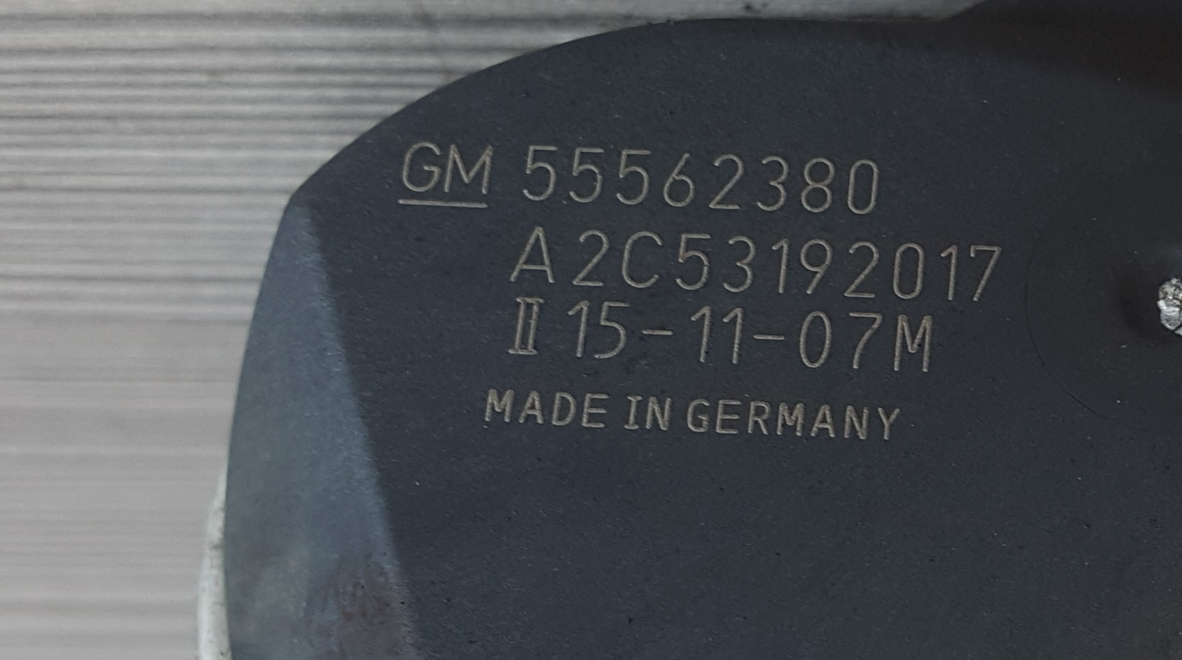 GM 55562380
A2C53192017
II 15-11-07M
MADE IN GERMANY